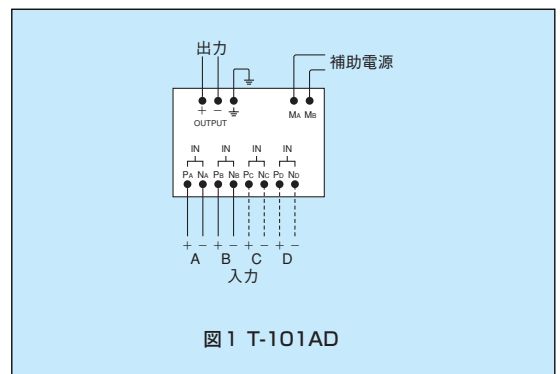 出力
補助電源
+ − ⏚ MA MB
OUTPUT
IN IN IN IN
PA NA PB NB PC NC PD ND
+ − + − + − + −
A B C D
入力
図1 T-101AD